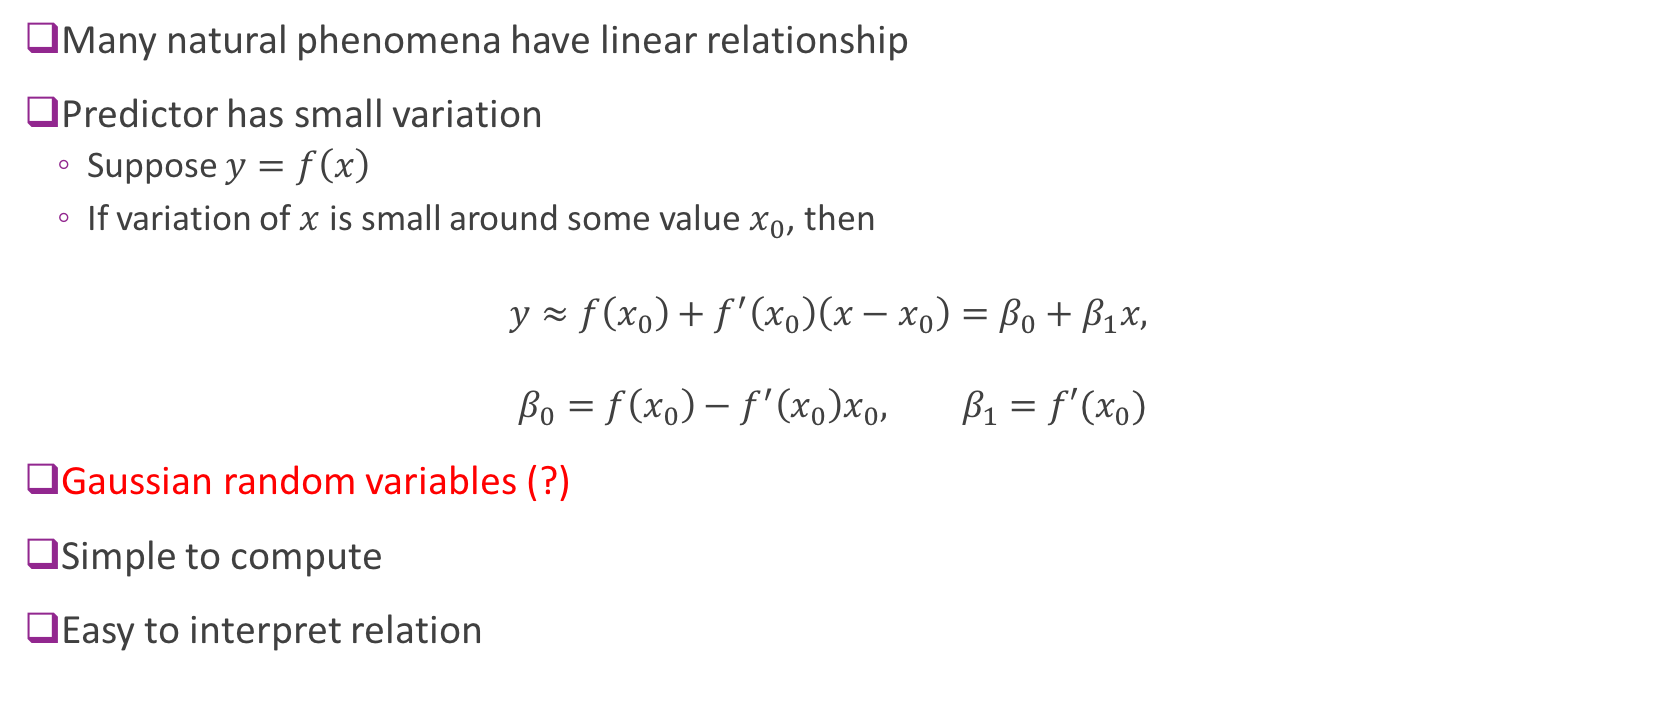 ❑Many natural phenomena have linear relationship
❑Predictor has small variation
◦ Suppose 𝑦 = 𝑓(𝑥)
◦ If variation of 𝑥 is small around some value 𝑥₀, then
𝑦 ≈ 𝑓(𝑥₀) + 𝑓′(𝑥₀)(𝑥 − 𝑥₀) = 𝛽₀ + 𝛽₁𝑥,
𝛽₀ = 𝑓(𝑥₀) − 𝑓′(𝑥₀)𝑥₀, 𝛽₁ = 𝑓′(𝑥₀)
❑Gaussian random variables (?)
❑Simple to compute
❑Easy to interpret relation